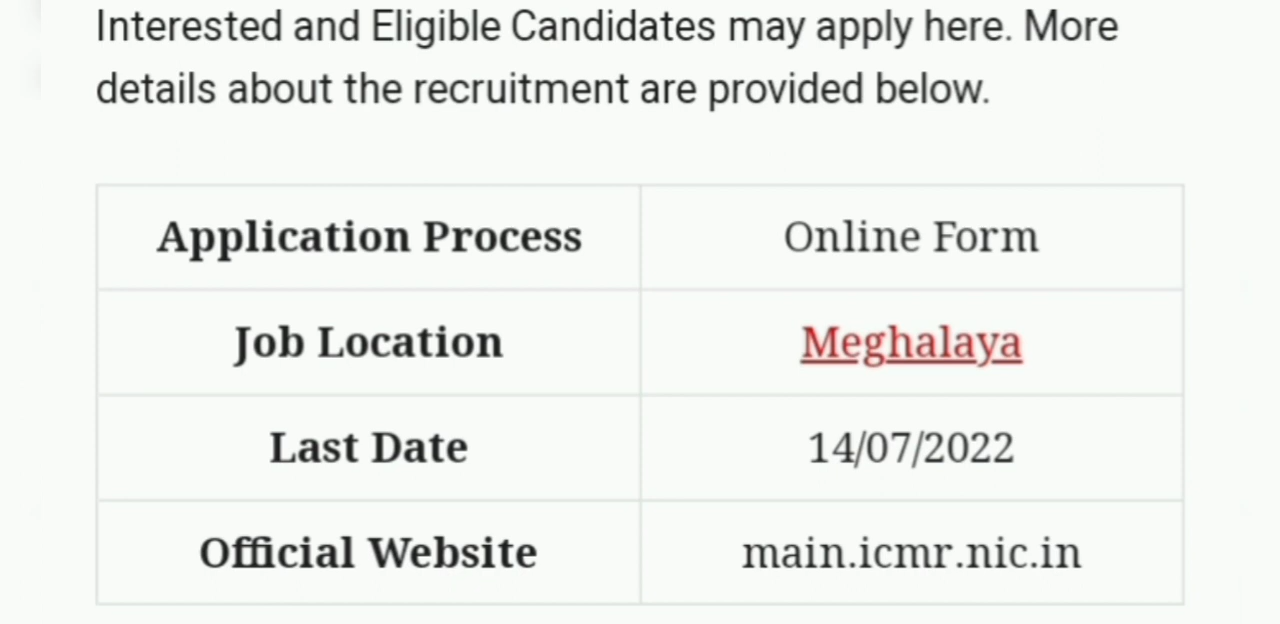 Interested and Eligible Candidates may apply here. More
details about the recruitment are provided below.
Application Process Online Form
Job Location Meghalaya
Last Date 14/07/2022
Official Website main.icmr.nic.in